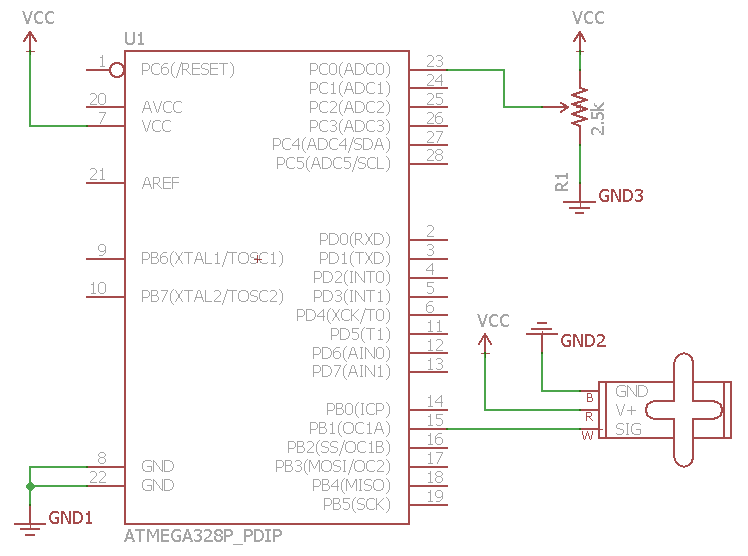 VCC
VCC
U1
1 PC6(/RESET) PC0(ADC0) 23
PC1(ADC1) 24
20 AVCC PC2(ADC2) 25
7 VCC PC3(ADC3) 26
PC4(ADC4/SDA) 27
PC5(ADC5/SCL) 28
2.5k
21 AREF
R1
GND3
PD0(RXD) 2
9 PB6(XTAL1/TOSC1) PD1(TXD) 3
PD2(INT0) 4
10 PB7(XTAL2/TOSC2) PD3(INT1) 5
PD4(XCK/T0) 6
PD5(T1) 11
PD6(AIN0) 12
PD7(AIN1) 13
VCC
GND2
PB0(ICP) 14
PB1(OC1A) 15
PB2(SS/OC1B) 16
PB3(MOSI/OC2) 17
PB4(MISO) 18
PB5(SCK) 19
B GND
R V+
W SIG
8 GND
22 GND
GND1
ATMEGA328P_PDIP